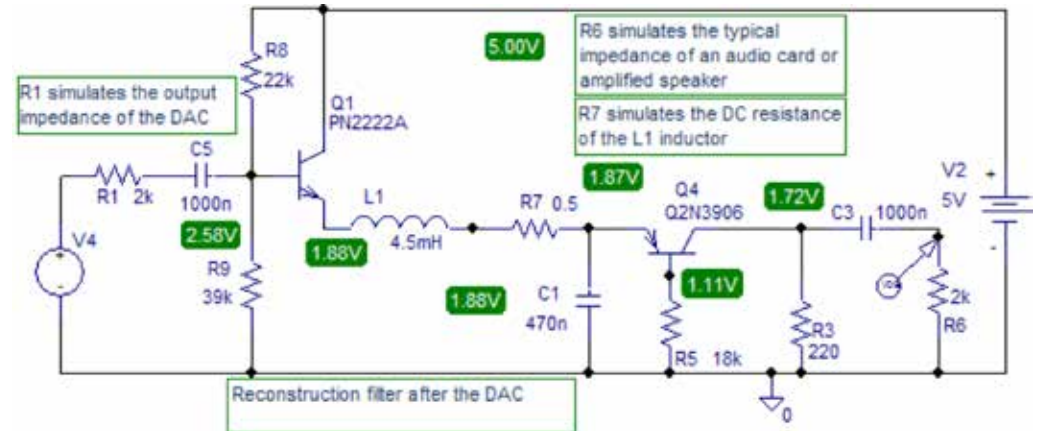 R8
22k
5.00V
R6 simulates the typical
impedance of an audio card or
amplified speaker
R1 simulates the output
impedance of the DAC
Q1
PN2222A
R7 simulates the DC resistance
of the L1 inductor
C5
1000n
R1 2k
V4
2.58V
R9
39k
L1
4.5mH
1.88V
R7 0.5
1.87V
Q4
Q2N3906
1.72V
C3 1000n
V2
5V
1.88V
C1
470n
1.11V
R5 18k
R3
220
2k
R6
0
Reconstruction filter after the DAC